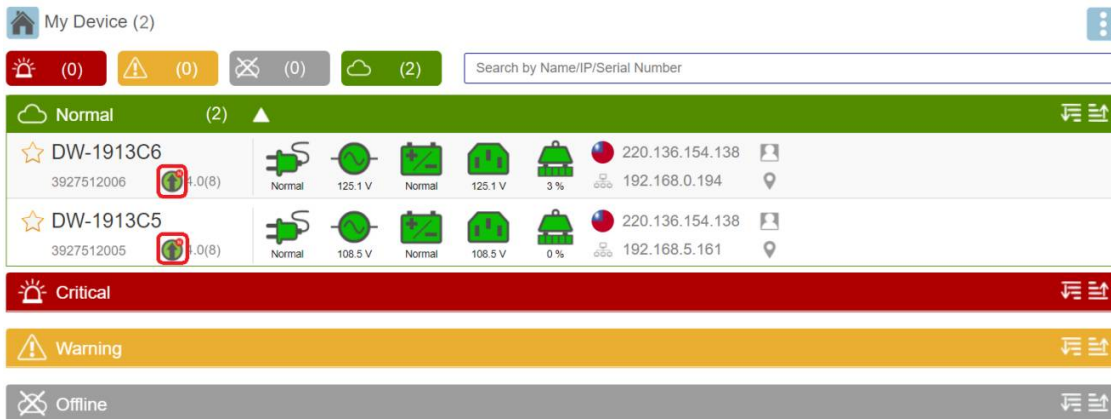 My Device (2)
(0) (0) (0) (2) Search by Name/IP/Serial Number
Normal (2)
DW-1913C6 220.136.154.138
3927512006 .0(8) Normal 125.1 V Normal 125.1 V 3 % 192.168.0.194
DW-1913C5 220.136.154.138
3927512005 .0(8) Normal 108.5 V Normal 108.5 V 0 % 192.168.5.161
Critical
Warning
Offline